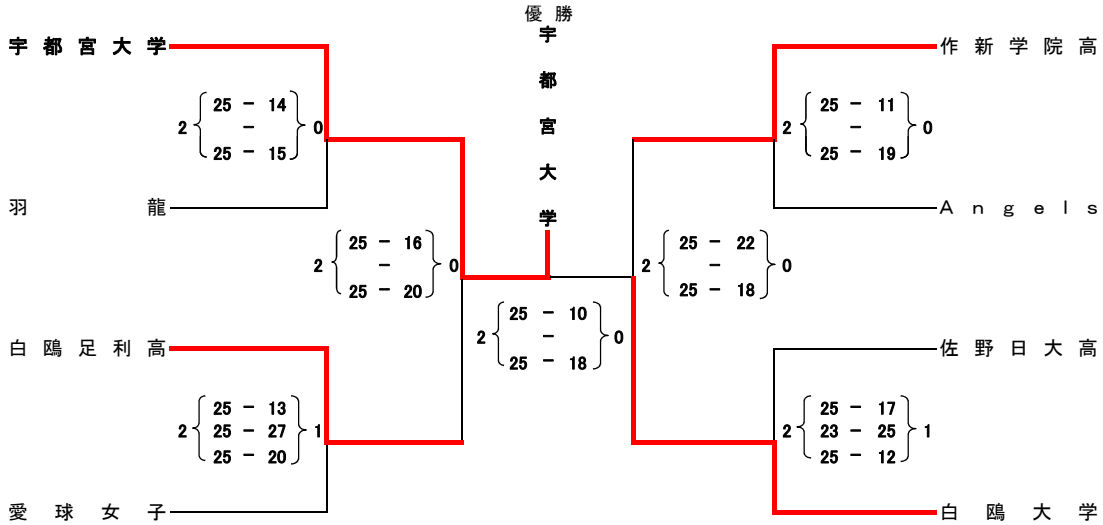 優勝
宇都宮大学
宇都宮大学
2 25 － 14 0
－
25 － 15
羽龍
2 25 － 16 0
－
25 － 20
白鴎足利高
2 25 － 13 1
25 － 27
25 － 20
愛球女子
2 25 － 10 0
－
25 － 18
作新学院高
2 25 － 11 0
－
25 － 19
Ａｎｇｅｌｓ
2 25 － 22 0
－
25 － 18
佐野日大高
2 25 － 17 1
23 － 25
25 － 12
白鴎大学